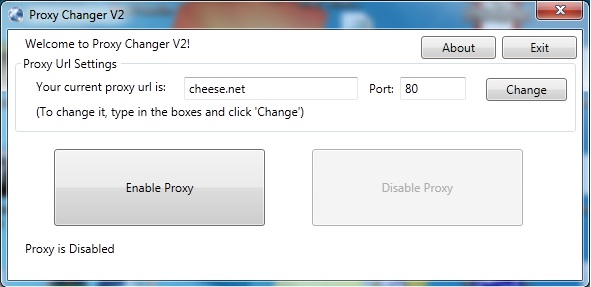 Proxy Changer V2
Welcome to Proxy Changer V2!
About
Exit
Proxy Url Settings
Your current proxy url is:
cheese.net
Port:
80
Change
(To change it, type in the boxes and click 'Change')
Enable Proxy
Disable Proxy
Proxy is Disabled